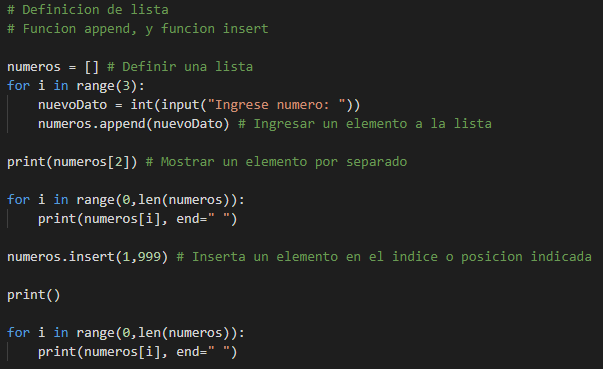 # Definicion de lista
# Funcion append, y funcion insert
numeros = [] # Definir una lista
for i in range(3):
    nuevoDato = int(input("Ingrese numero: "))
    numeros.append(nuevoDato) # Ingresar un elemento a la lista
print(numeros[2]) # Mostrar un elemento por separado
for i in range(0,len(numeros)):
    print(numeros[i], end=" ")
numeros.insert(1,999) # Inserta un elemento en el indice o posicion indicada
print()
for i in range(0,len(numeros)):
    print(numeros[i], end=" ")